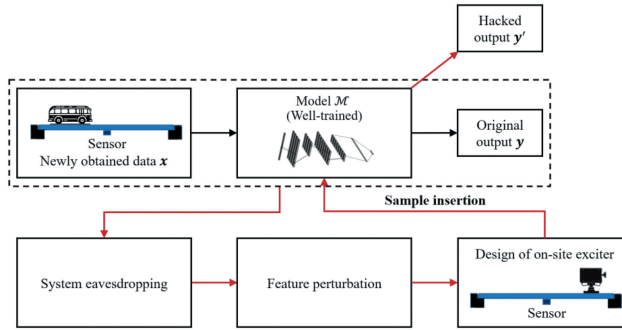 Hacked
output y′
Sensor
Newly obtained data x
Model ℳ
(Well-trained)
Original
output y
Sample insertion
System eavesdropping
Feature perturbation
Design of on-site exciter
Sensor